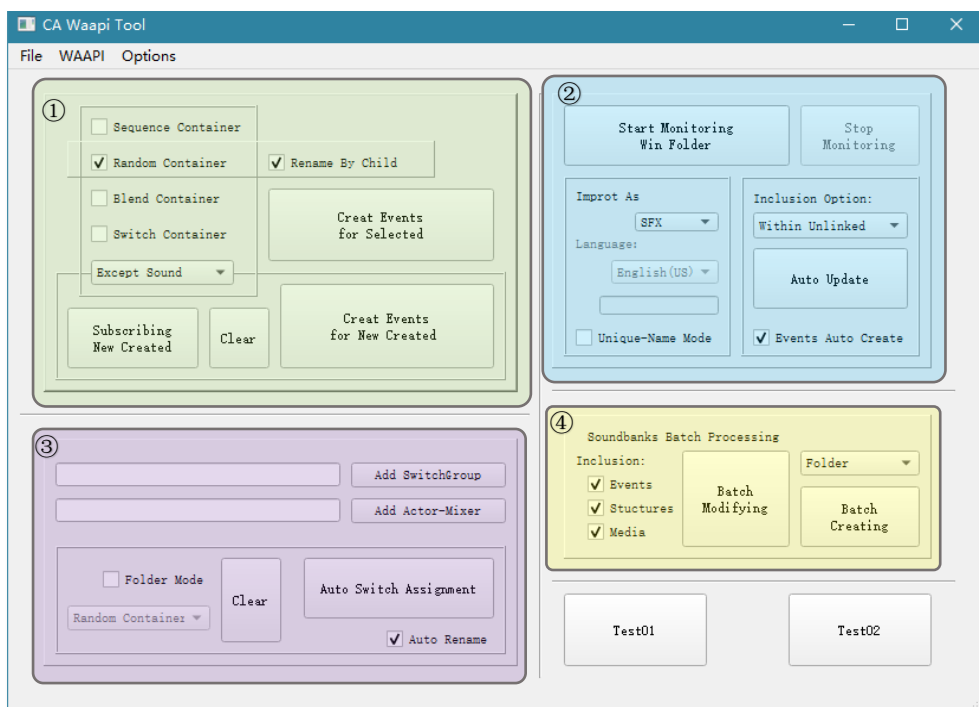 CA Waapi Tool
File WAAPI Options
①
Sequence Container
Random Container
Rename By Child
Blend Container
Switch Container
Creat Events
for Selected
Except Sound
Subscribing
New Created
Clear
Creat Events
for New Created
②
Start Monitoring
Win Folder
Stop
Monitoring
Improt As
SFX
Language:
English(US)
Unique-Name Mode
Inclusion Option:
Within Unlinked
Auto Update
Events Auto Create
③
Add SwitchGroup
Add Actor-Mixer
Folder Mode
Random Container
Clear
Auto Switch Assignment
Auto Rename
④
Soundbanks Batch Processing
Inclusion:
Events
Stuctures
Media
Batch
Modifying
Folder
Batch
Creating
Test01
Test02